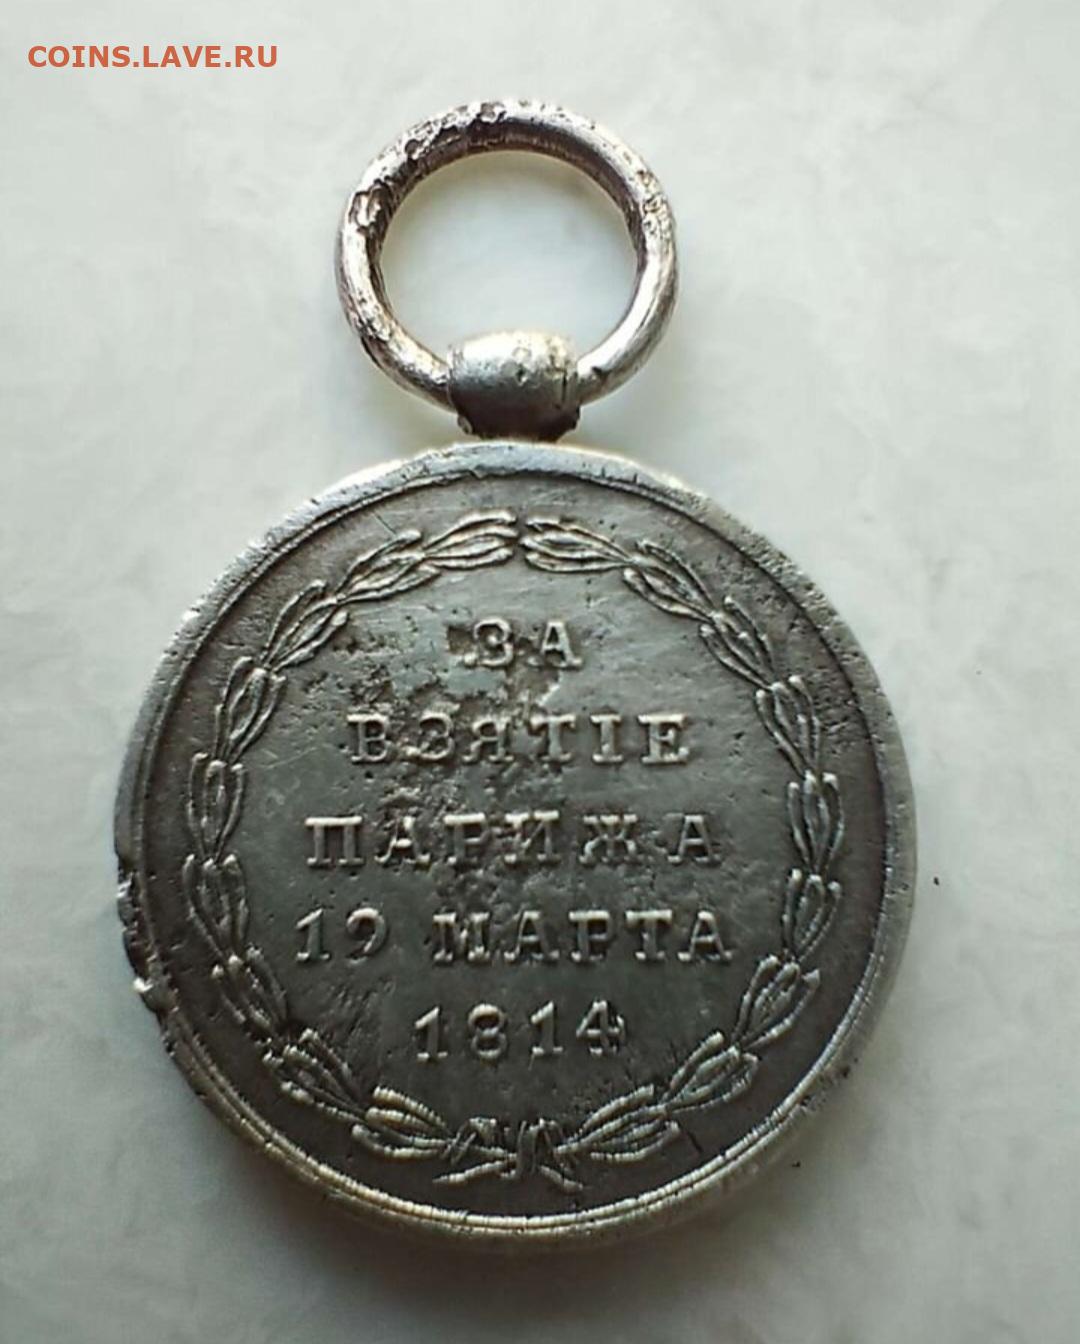 COINS.LAVE.RU
ЗА
ВЗЯТІЕ
ПАРИЖА
19 МАРТА
1814